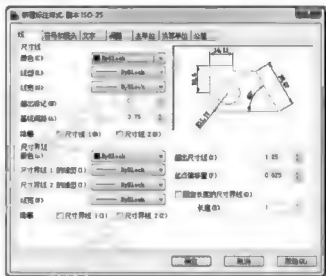 新建标注样式: 副本 ISO-25
线 符号和箭头 文字 调整 主单位 换算单位 公差
尺寸线
颜色(C): ByBlock
线型(L): ByBlock
线宽(G): ByBlock
超出标记(N): 0
基线间距(A): 3.75
隐藏: 尺寸线 1(M) 尺寸线 2(D)
尺寸界线
颜色(R): ByBlock
尺寸界线 1 的线型(I): ByBlock
尺寸界线 2 的线型(T): ByBlock
线宽(W): ByBlock
隐藏: 尺寸界线 1(1) 尺寸界线 2(2)
14,11
超出尺寸线(X): 1.25
起点偏移量(F): 0.625
固定长度的尺寸界线(O)
长度(E): 1
确定 取消 帮助(H)